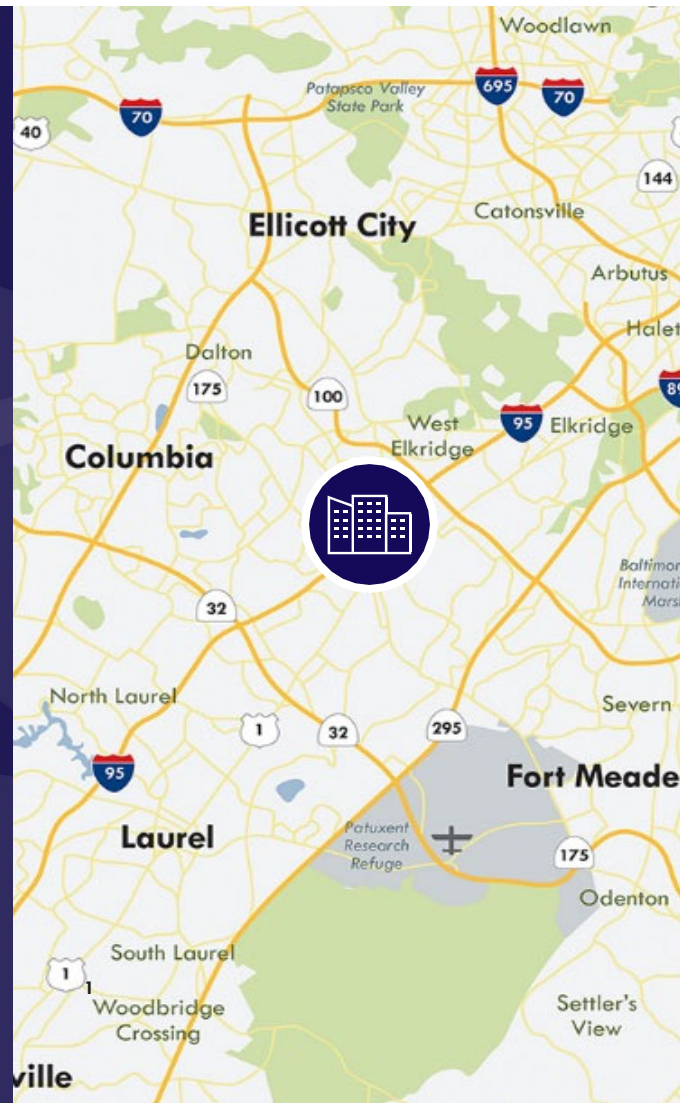 Woodlawn
695
70
70
Patapsco Valley
State Park
40
144
Catonsville
Ellicott City
Arbutus
Halet
Dalton
175
100
89
West
Elkridge
95
Elkridge
Columbia
Baltimor
Internati
Mars
32
North Laurel
Severn
1
32
295
95
Fort Meade
Laurel
Patuxent
Research
Refuge
175
Odenton
South Laurel
1
1
Woodbridge
Crossing
Settler's
View
ville